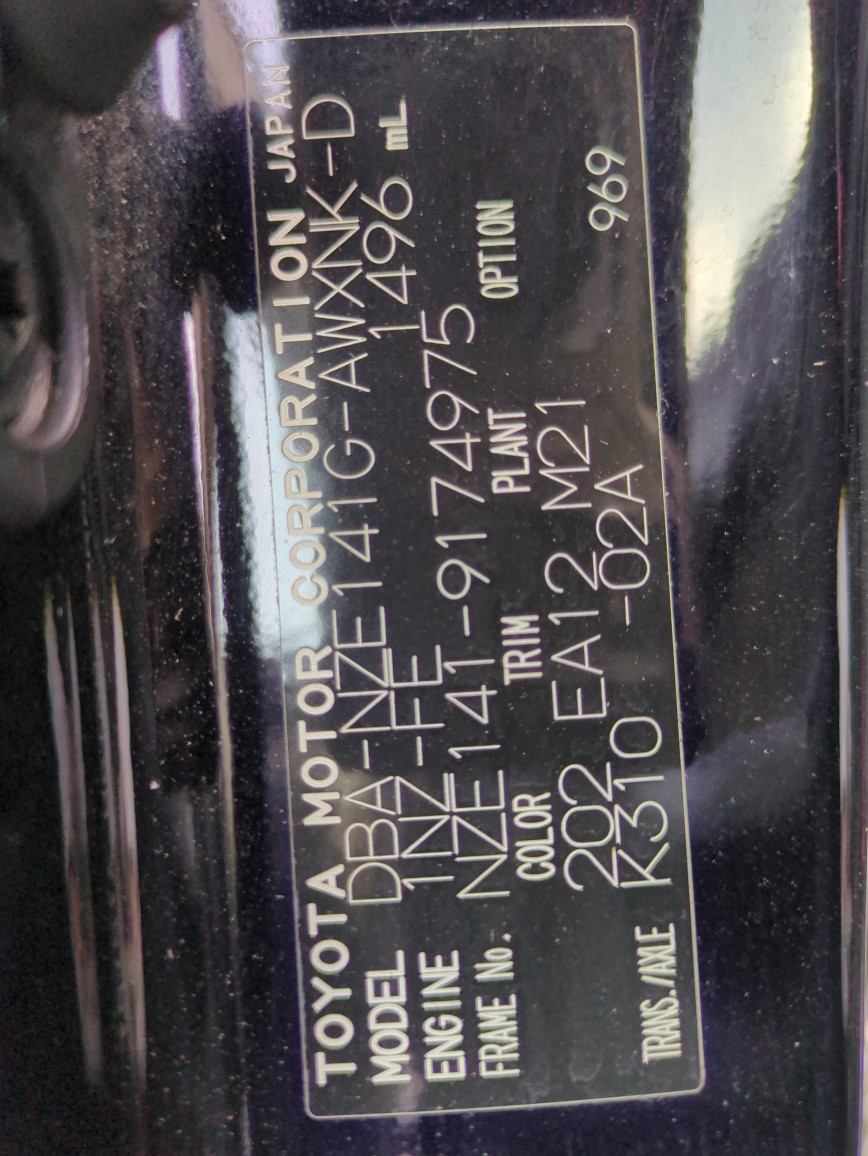 TOYOTA MOTOR CORPORATION JAPAN
MODEL DBA-NZE141G-AWXNK-D
ENGINE 1NZ-FE 1496 mL
FRAME No. NZE141-9174975
COLOR TRIM PLANT OPTION
202 EA12 M21 969
TRANS./AXLE K310 -02A